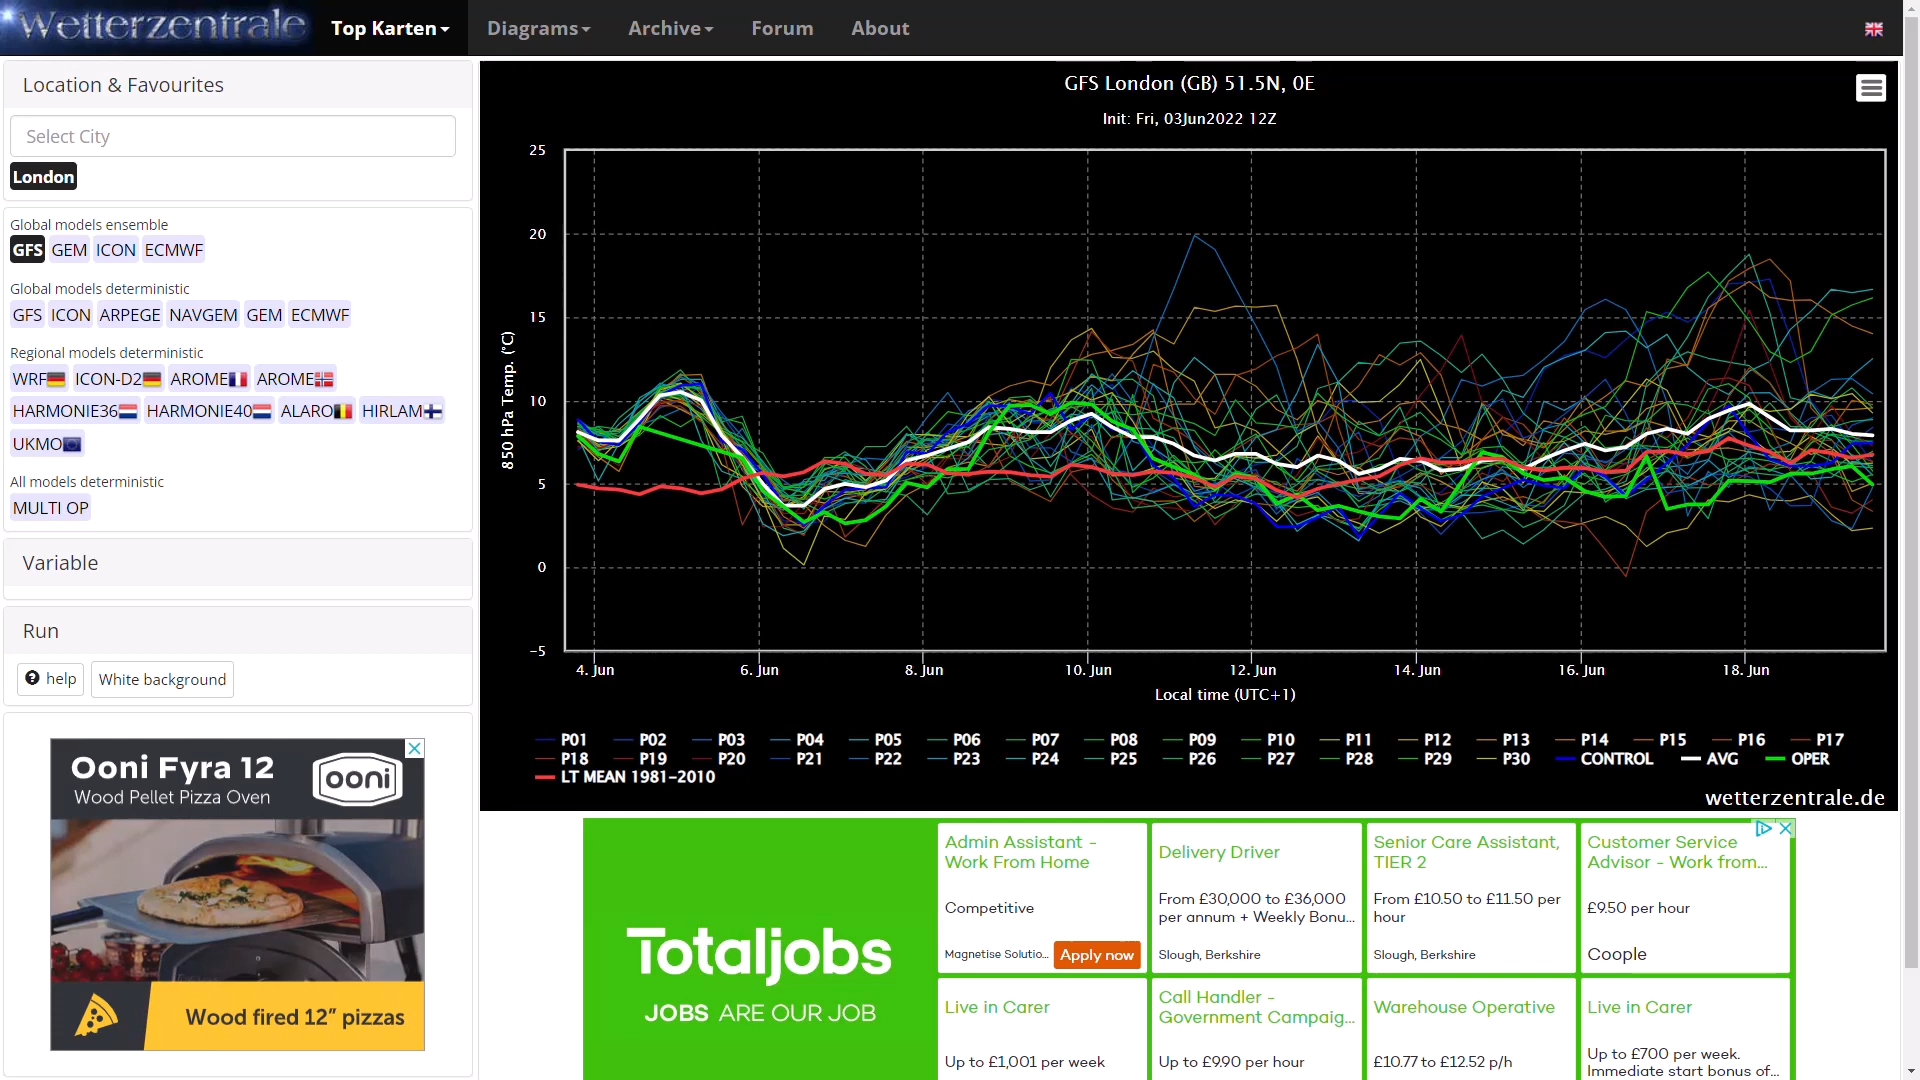 Wetterzentrale
Top Karten
Diagrams
Archive
Forum
About
Location & Favourites
Select City
London
Global models ensemble
GFS GEM ICON ECMWF
Global models deterministic
GFS ICON ARPEGE NAVGEM GEM ECMWF
Regional models deterministic
WRF ICON-D2 AROME AROME
HARMONIE36 HARMONIE40 ALARO HIRLAM
UKMO
All models deterministic
MULTI OP
Variable
Run
help
White background
Ooni Fyra 12
Wood Pellet Pizza Oven
ooni
Wood fired 12" pizzas
GFS London (GB) 51.5N, 0E
Init: Fri, 03Jun2022 12Z
25
20
15
10
5
0
-5
850 hPa Temp. (°C)
4. Jun 6. Jun 8. Jun 10. Jun 12. Jun 14. Jun 16. Jun 18. Jun
Local time (UTC+1)
P01 P02 P03 P04 P05 P06 P07 P08 P09 P10 P11 P12 P13 P14 P15 P16 P17
P18 P19 P20 P21 P22 P23 P24 P25 P26 P27 P28 P29 P30 CONTROL AVG OPER
LT MEAN 1981-2010
wetterzentrale.de
Totaljobs
JOBS ARE OUR JOB
Admin Assistant -
Work From Home
Competitive
Magnetise Solutio...
Apply now
Delivery Driver
From £30,000 to £36,000
per annum + Weekly Bonu...
Slough, Berkshire
Senior Care Assistant,
TIER 2
From £10.50 to £11.50 per
hour
Slough, Berkshire
Customer Service
Advisor - Work from...
£9.50 per hour
Coople
Live in Carer
Up to £1,001 per week
Call Handler -
Government Campaig...
Up to £9.90 per hour
Warehouse Operative
£10.77 to £12.52 p/h
Live in Carer
Up to £700 per week.
Immediate start bonus of...